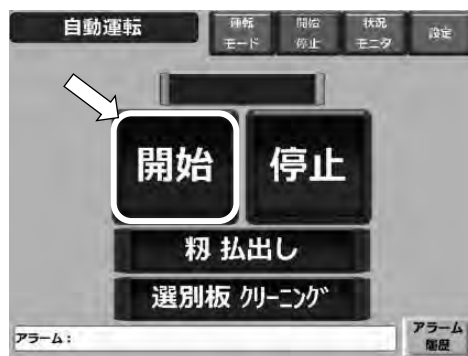 自動運転
運転
モード
開始
停止
状況
モニタ
設定
開始
停止
籾 払出し
選別板 クリーニング
アラーム：
アラーム
履歴